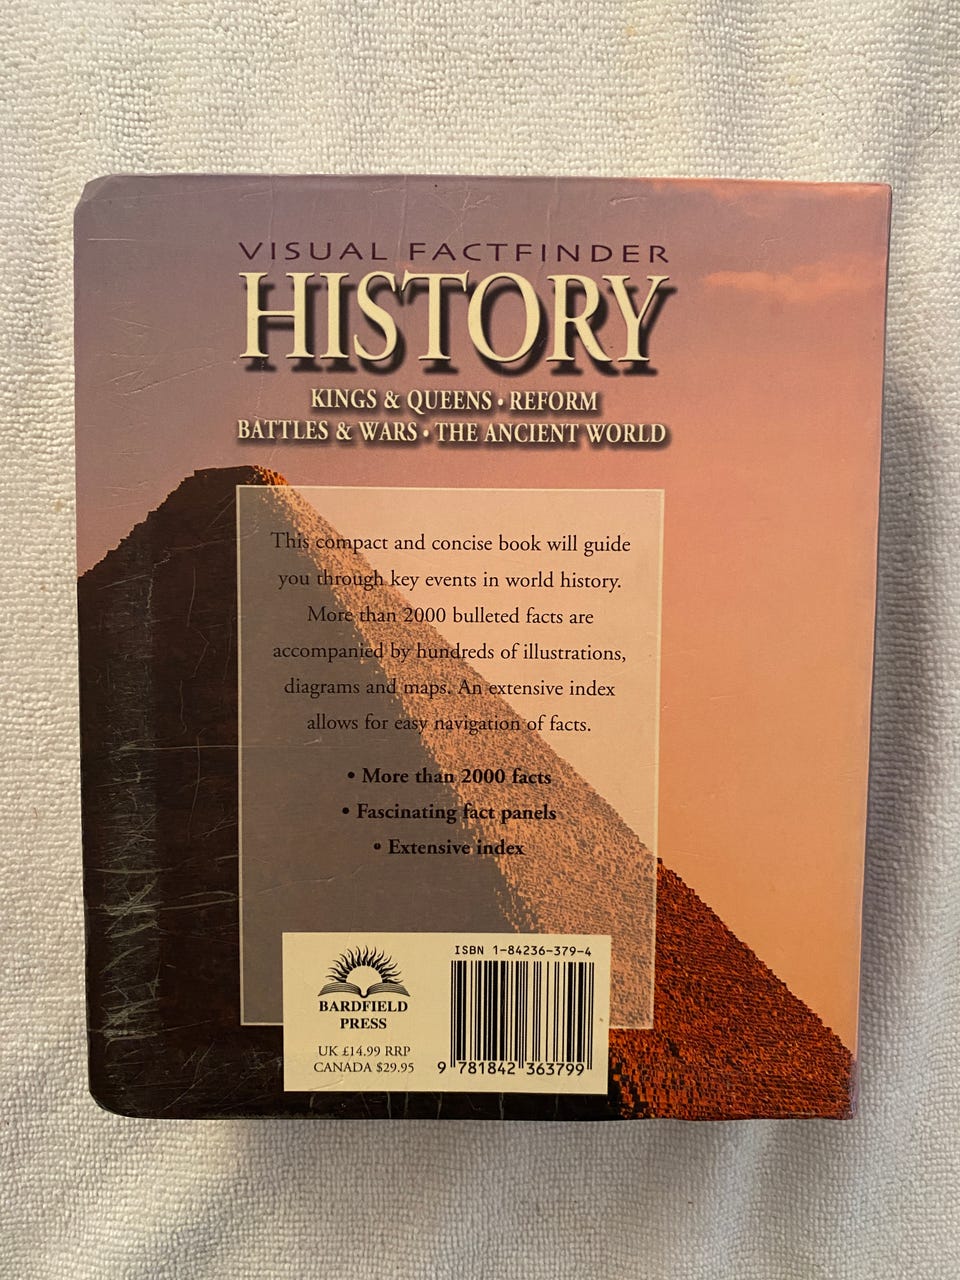 VISUAL FACTFINDER
HISTORY
KINGS & QUEENS • REFORM
BATTLES & WARS • THE ANCIENT WORLD
This compact and concise book will guide
you through key events in world history.
More than 2000 bulleted facts are
accompanied by hundreds of illustrations,
diagrams and maps. An extensive index
allows for easy navigation of facts.
• More than 2000 facts
• Fascinating fact panels
• Extensive index
BARDFIELD
PRESS
UK £14.99 RRP
CANADA $29.95
ISBN 1-84236-379-4
9 781842 363799